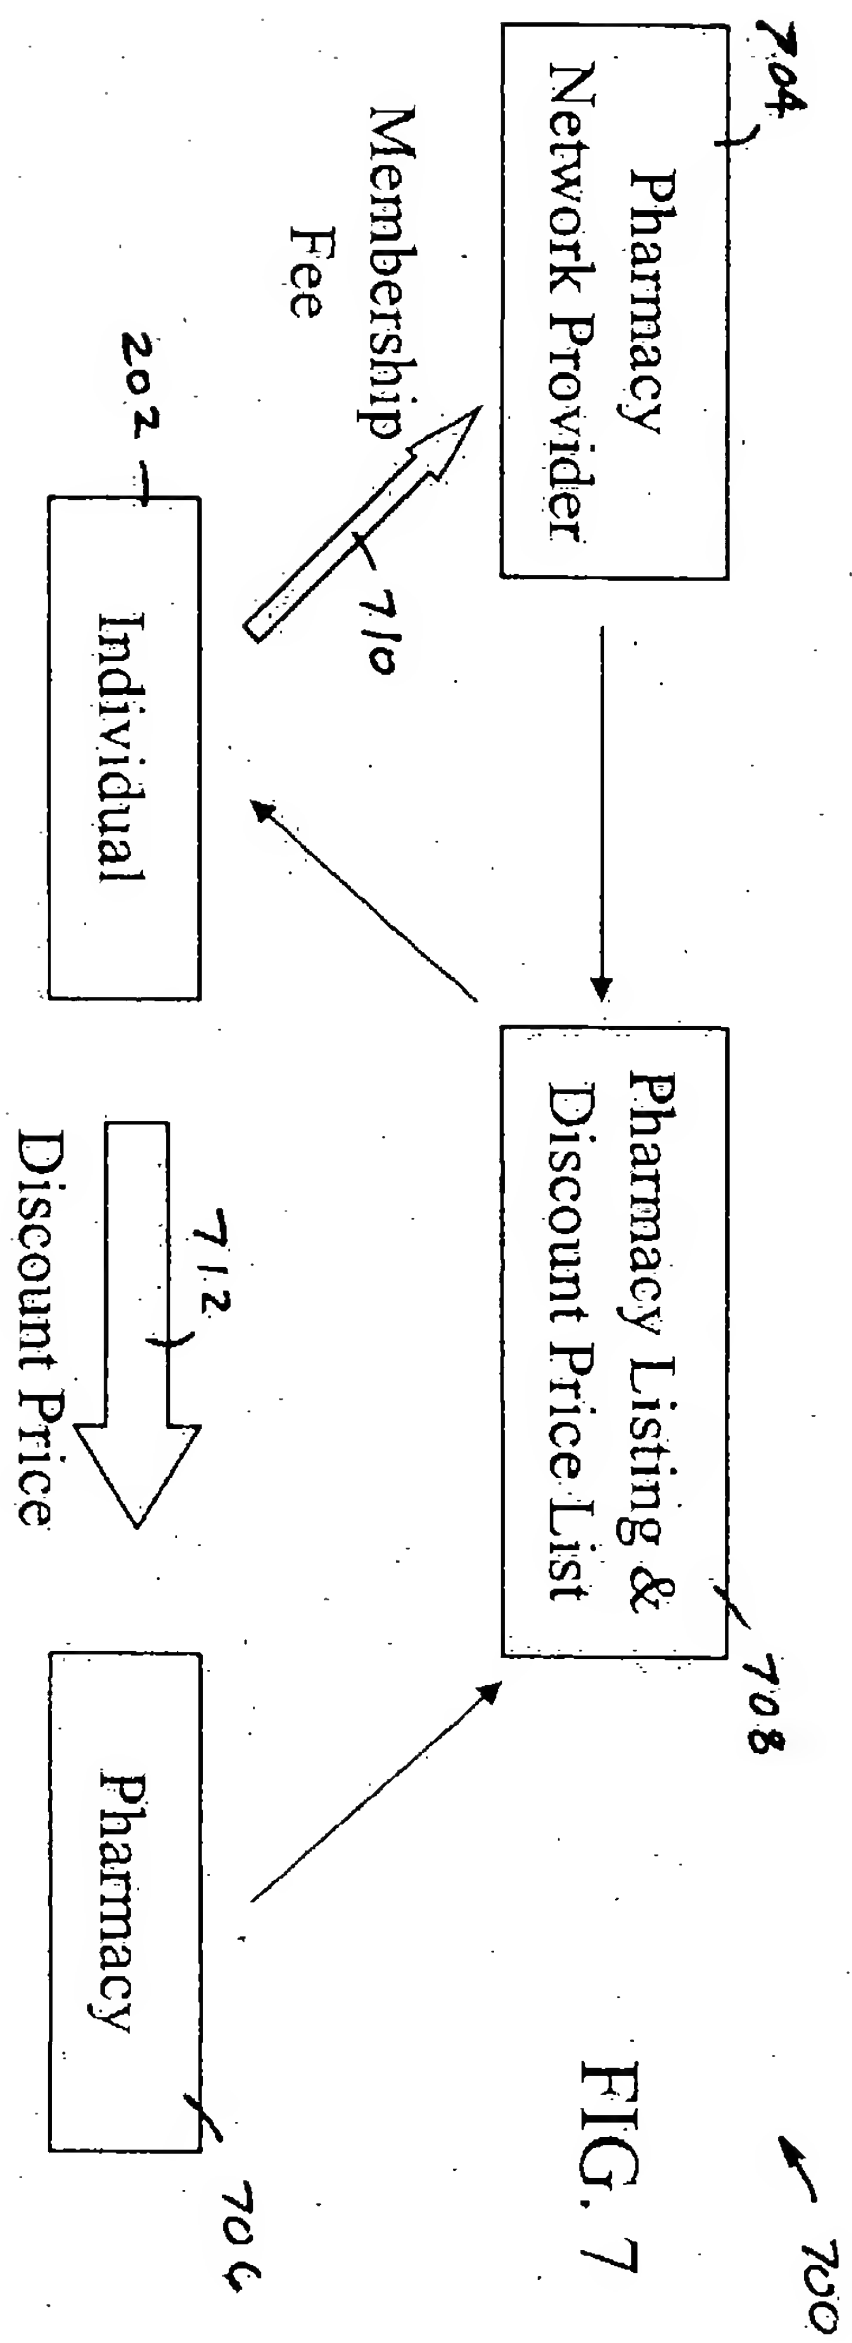 700
FIG. 7
704
Pharmacy
Network Provider
Pharmacy Listing &
Discount Price List
708
Membership
Fee
710
202
Individual
712
Discount Price
Pharmacy
706